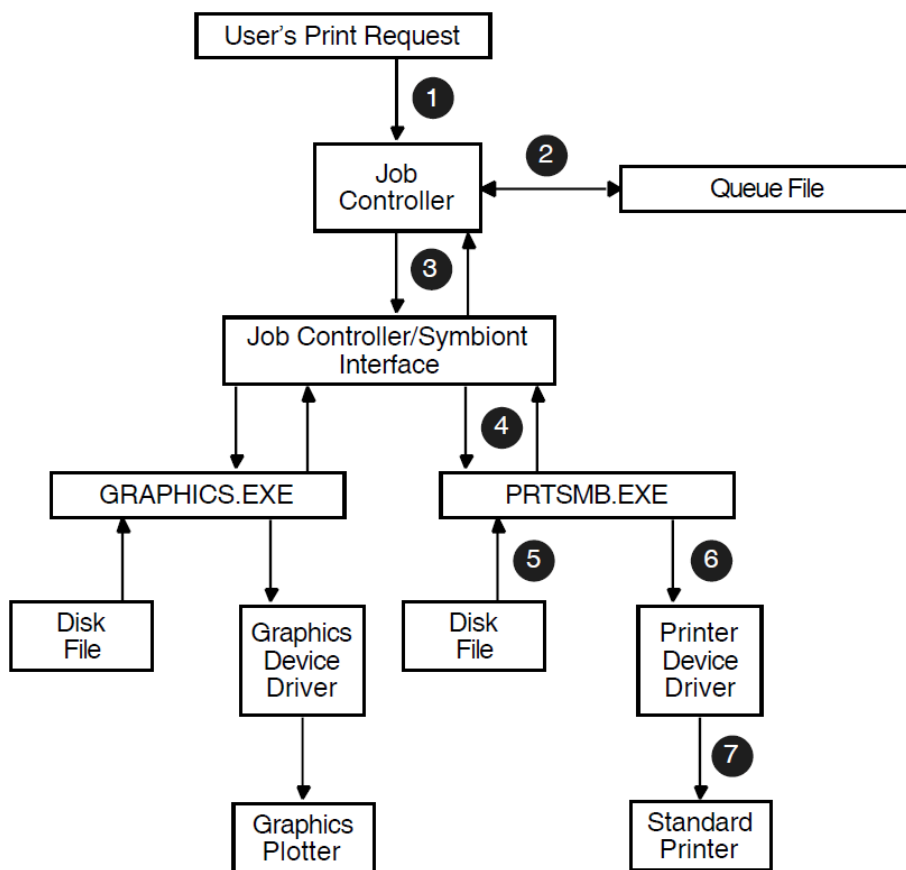 User's Print Request
1
Job
Controller
2
Queue File
3
Job Controller/Symbiont
Interface
4
GRAPHICS.EXE
PRTSMB.EXE
5
6
Disk
File
Graphics
Device
Driver
Disk
File
Printer
Device
Driver
7
Graphics
Plotter
Standard
Printer